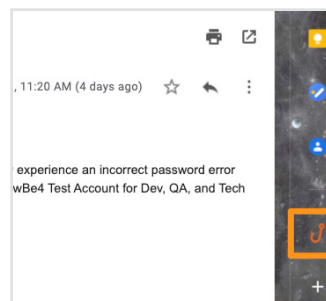 , 11:20 AM (4 days ago)
experience an incorrect password error
wBe4 Test Account for Dev, QA, and Tech